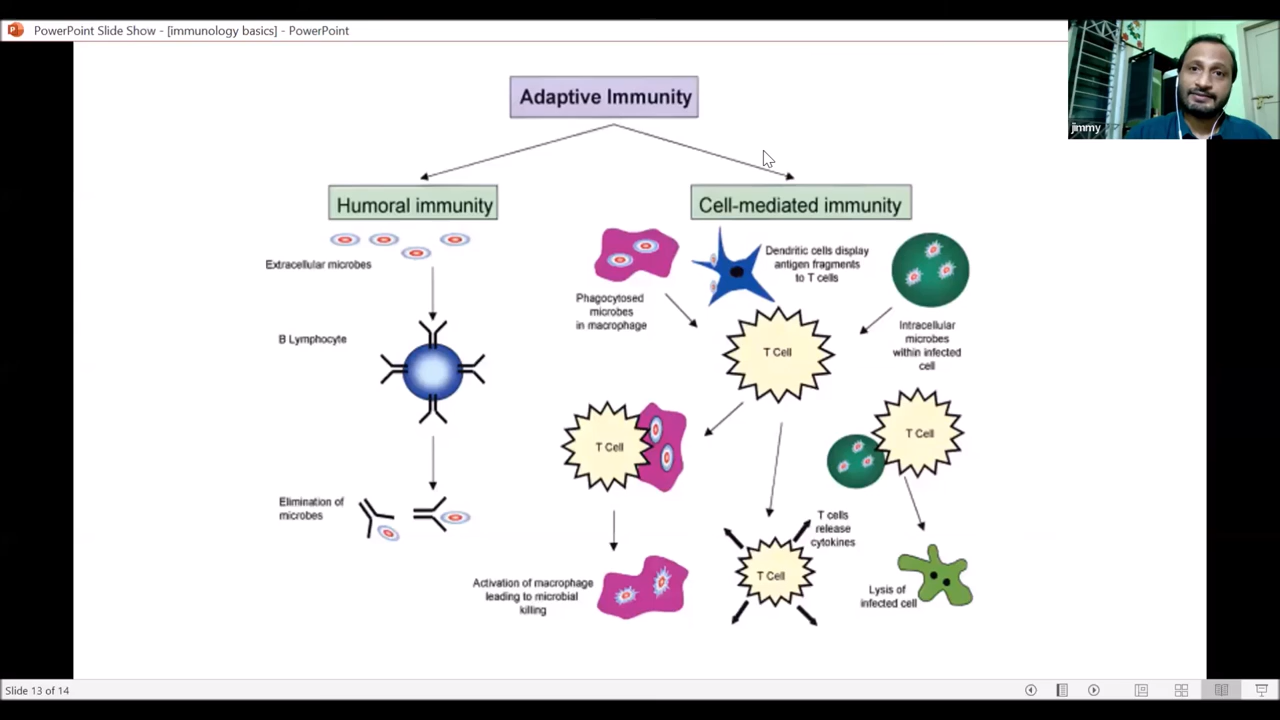 PowerPoint Slide Show - [immunology basics] - PowerPoint
jimmy
Adaptive Immunity
Humoral immunity
Cell-mediated immunity
Extracellular microbes
Dendritic cells display
antigen fragments
to T cells
Phagocytosed
microbes
in macrophage
Intracellular
microbes
within infected
cell
B Lymphocyte
T Cell
T Cell
T Cell
Elimination of
microbes
T cells
release
cytokines
Activation of macrophage
leading to microbial
killing
T Cell
Lysis of
infected cell
Slide 13 of 14